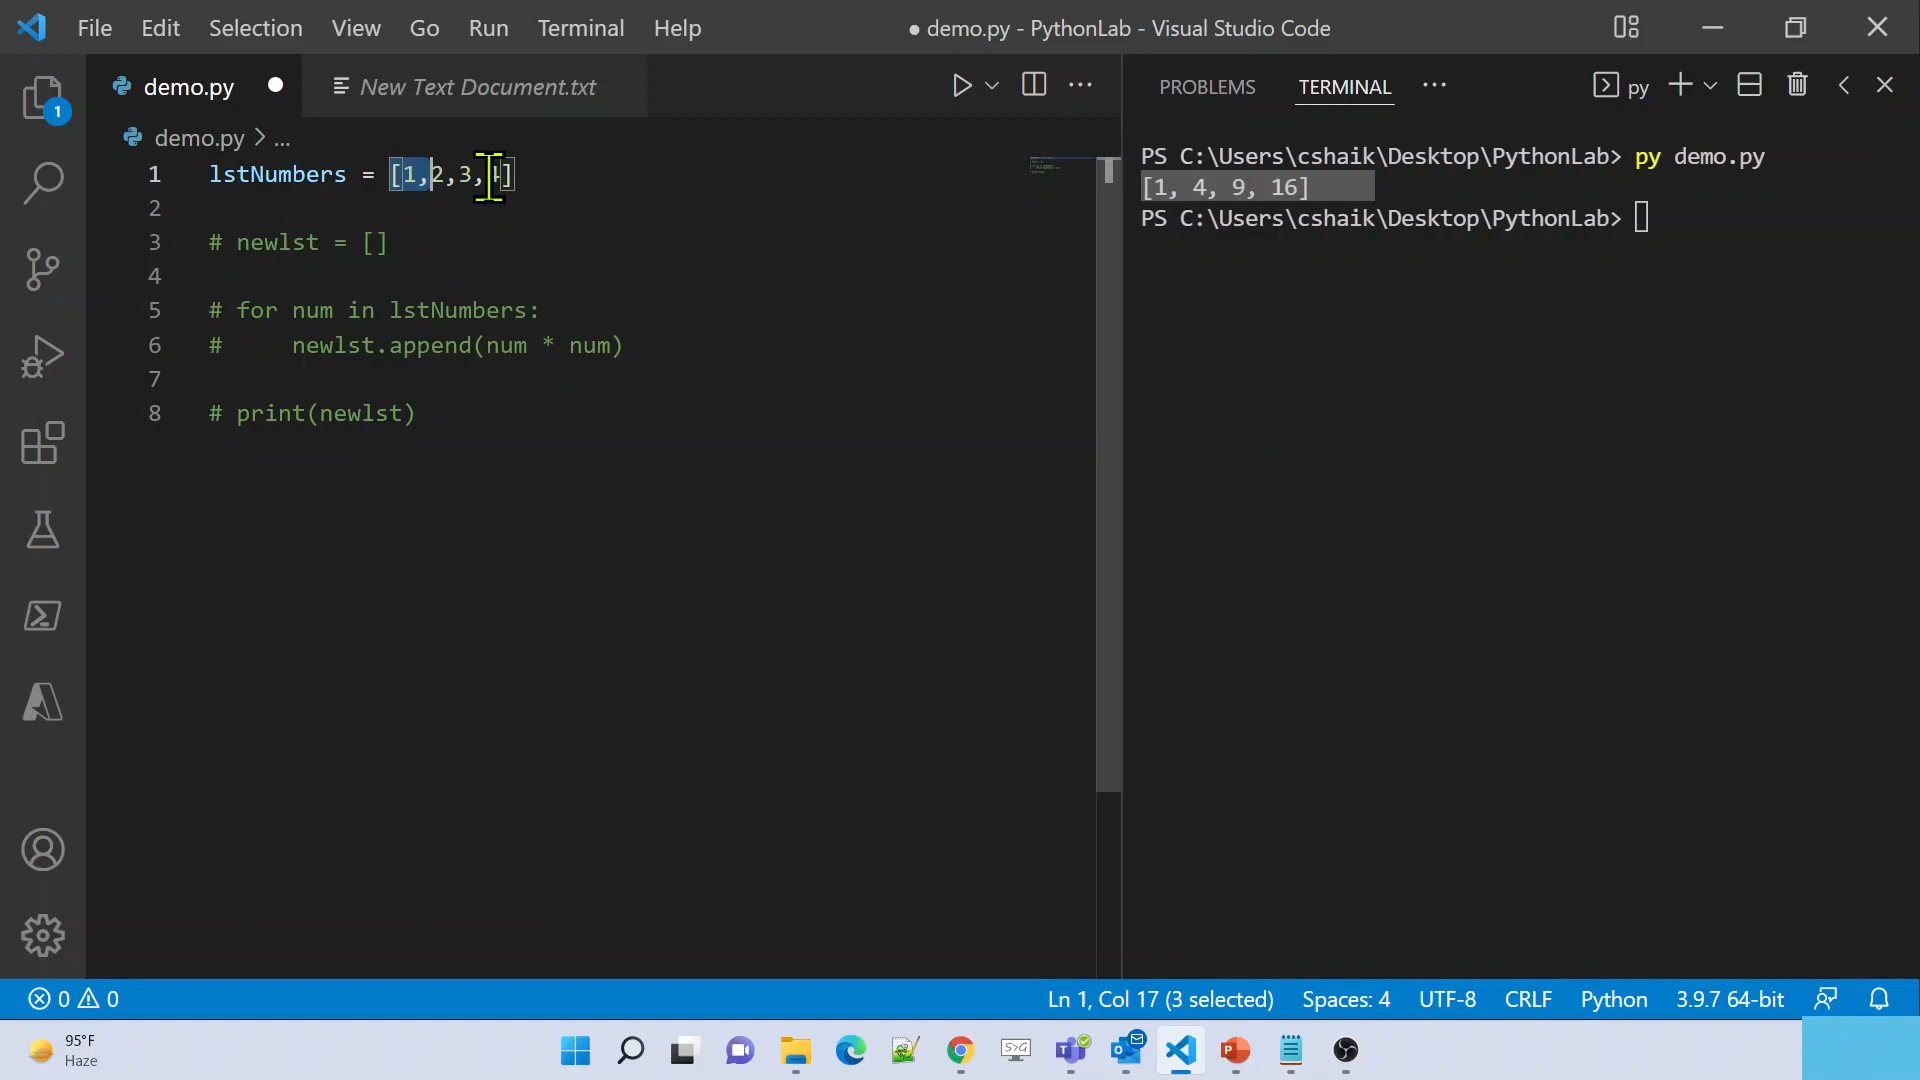 File Edit Selection View Go Run Terminal Help
● demo.py - PythonLab - Visual Studio Code
demo.py
New Text Document.txt
demo.py > ...
1 lstNumbers = [1,2,3,4]
2
3 # newlst = []
4
5 # for num in lstNumbers:
6 #     newlst.append(num * num)
7
8 # print(newlst)
PROBLEMS TERMINAL ...
py
PS C:\Users\cshaik\Desktop\PythonLab> py demo.py
[1, 4, 9, 16]
PS C:\Users\cshaik\Desktop\PythonLab>
1
0 0
Ln 1, Col 17 (3 selected) Spaces: 4 UTF-8 CRLF Python 3.9.7 64-bit
95°F
Haze
S>G